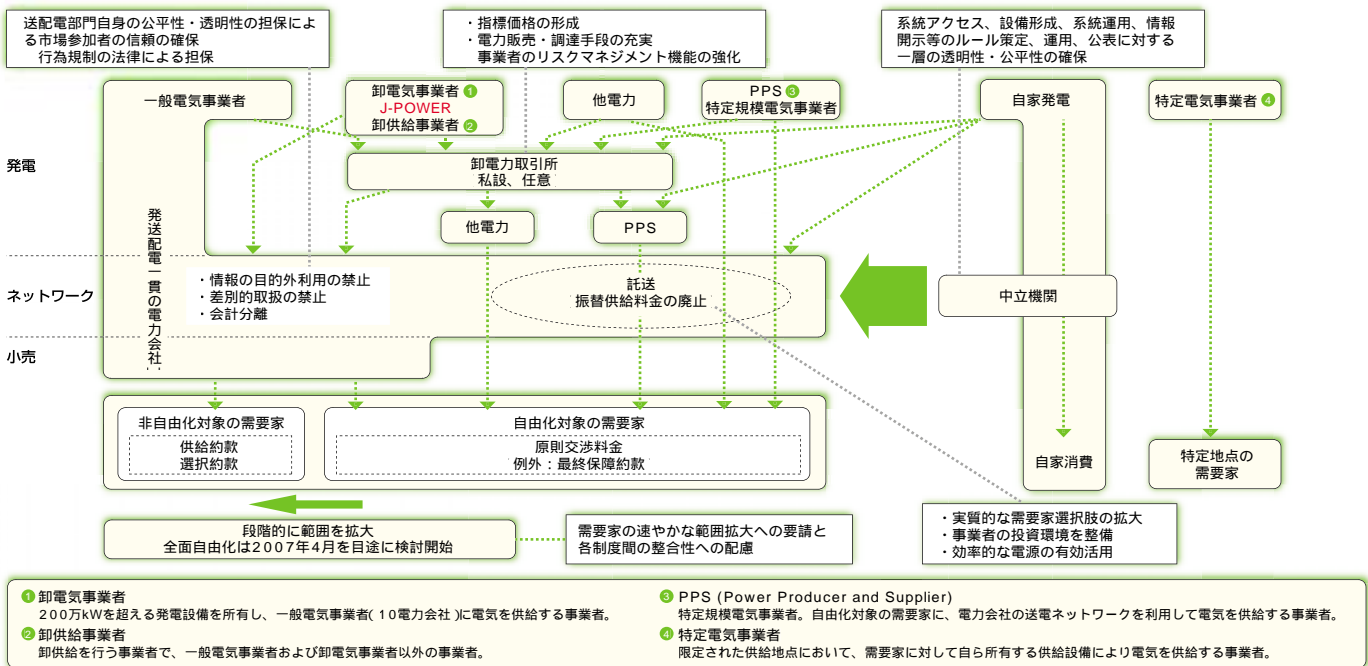 送配電部門自身の公平性・透明性の担保によ
る市場参加者の信頼の確保
行為規制の法律による担保
・指標価格の形成
・電力販売・調達手段の充実
事業者のリスクマネジメント機能の強化
系統アクセス、設備形成、系統運用、情報
開示等のルール策定、運用、公表に対する
一層の透明性・公平性の確保
一般電気事業者
卸電気事業者 1
J-POWER
卸供給事業者 2
他電力
PPS 3
特定規模電気事業者
自家発電
特定電気事業者 4
発電
卸電力取引所
私設、任意
他電力
PPS
発送配電一貫の電力会社
ネットワーク
・情報の目的外利用の禁止
・差別的取扱の禁止
・会計分離
託送
振替供給料金の廃止
中立機関
小売
非自由化対象の需要家
供給約款
選択約款
自由化対象の需要家
原則交渉料金
例外：最終保障約款
自家消費
特定地点の
需要家
段階的に範囲を拡大
全面自由化は2007年4月を目途に検討開始
需要家の速やかな範囲拡大への要請と
各制度間の整合性への配慮
・実質的な需要家選択肢の拡大
・事業者の投資環境を整備
・効率的な電源の有効活用
1 卸電気事業者
200万kWを超える発電設備を所有し、一般電気事業者(10電力会社)に電気を供給する事業者。
2 卸供給事業者
卸供給を行う事業者で、一般電気事業者および卸電気事業者以外の事業者。
3 PPS (Power Producer and Supplier)
特定規模電気事業者。自由化対象の需要家に、電力会社の送電ネットワークを利用して電気を供給する事業者。
4 特定電気事業者
限定された供給地点において、需要家に対して自ら所有する供給設備により電気を供給する事業者。